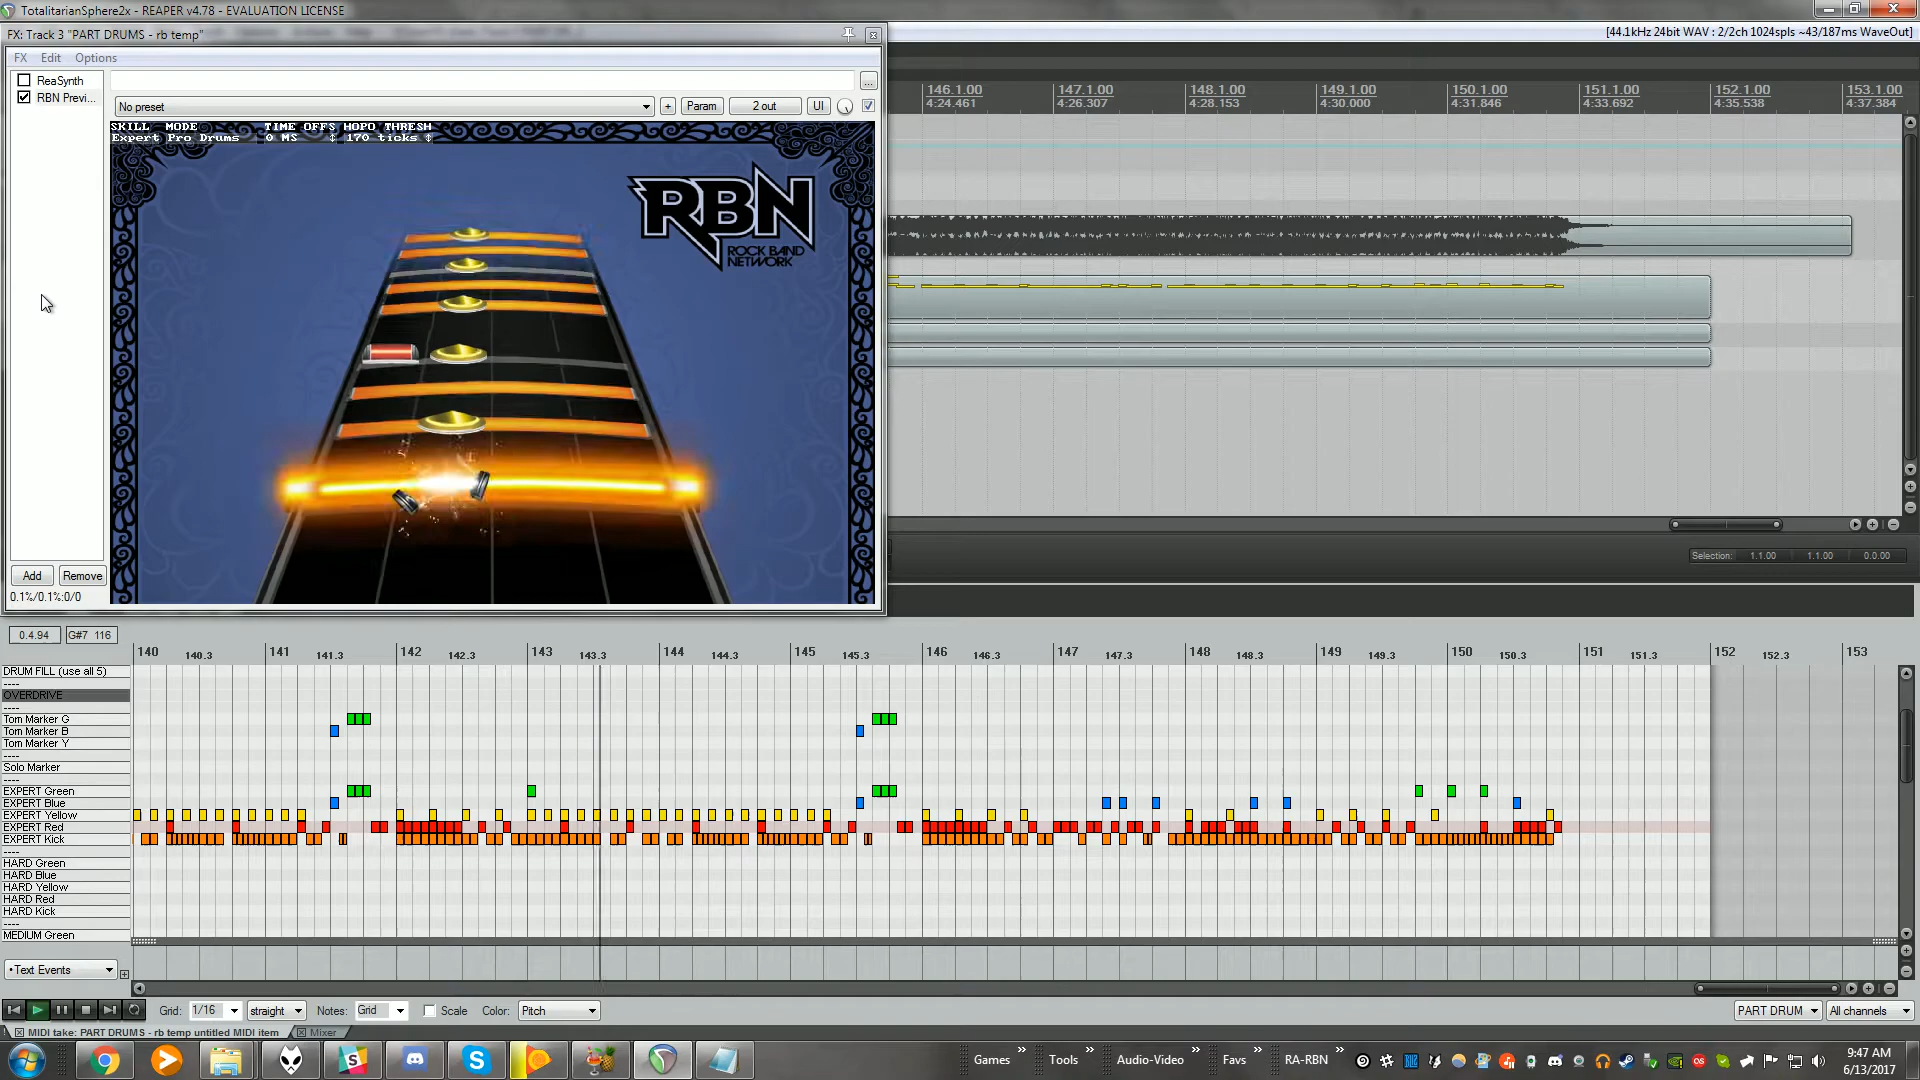 TotalitarianSphere2x - REAPER v4.78 - EVALUATION LICENSE
FX: Track 3 "PART DRUMS - rb temp"
[44.1kHz 24bit WAV : 2/2ch 1024spls ~43/187ms WaveOut]
FX Edit Options
ReaSynth
RBN Previ...
No preset + Param 2 out UI ...
SKILL MODE TIME OFFS HOPO THRESH
Expert Pro Drums 0 MS 170 ticks
RBN
ROCK BAND
NETWORK
146.1.00 147.1.00 148.1.00 149.1.00 150.1.00 151.1.00 152.1.00 153.1.00
4:24.461 4:26.307 4:28.153 4:30.000 4:31.846 4:33.692 4:35.538 4:37.384
Selection: 1.1.00 1.1.00 0.0.00
Add Remove
0.1%/0.1%:0/0
0.4.94 G#7 116
140 140.3 141 141.3 142 142.3 143 143.3 144 144.3 145 145.3 146 146.3 147 147.3 148 148.3 149 149.3 150 150.3 151 151.3 152 152.3 153
DRUM FILL (use all 5)
----
OVERDRIVE
----
Tom Marker G
Tom Marker B
Tom Marker Y
----
Solo Marker
----
EXPERT Green
EXPERT Blue
EXPERT Yellow
EXPERT Red
EXPERT Kick
----
HARD Green
HARD Blue
HARD Yellow
HARD Red
HARD Kick
----
MEDIUM Green
•Text Events
Grid: 1/16 straight Notes: Grid Scale Color: Pitch PART DRUM All channels
MIDI take: PART DRUMS - rb temp untitled MIDI item Mixer
Games Tools Audio-Video Favs RA-RBN
9:47 AM
6/13/2017